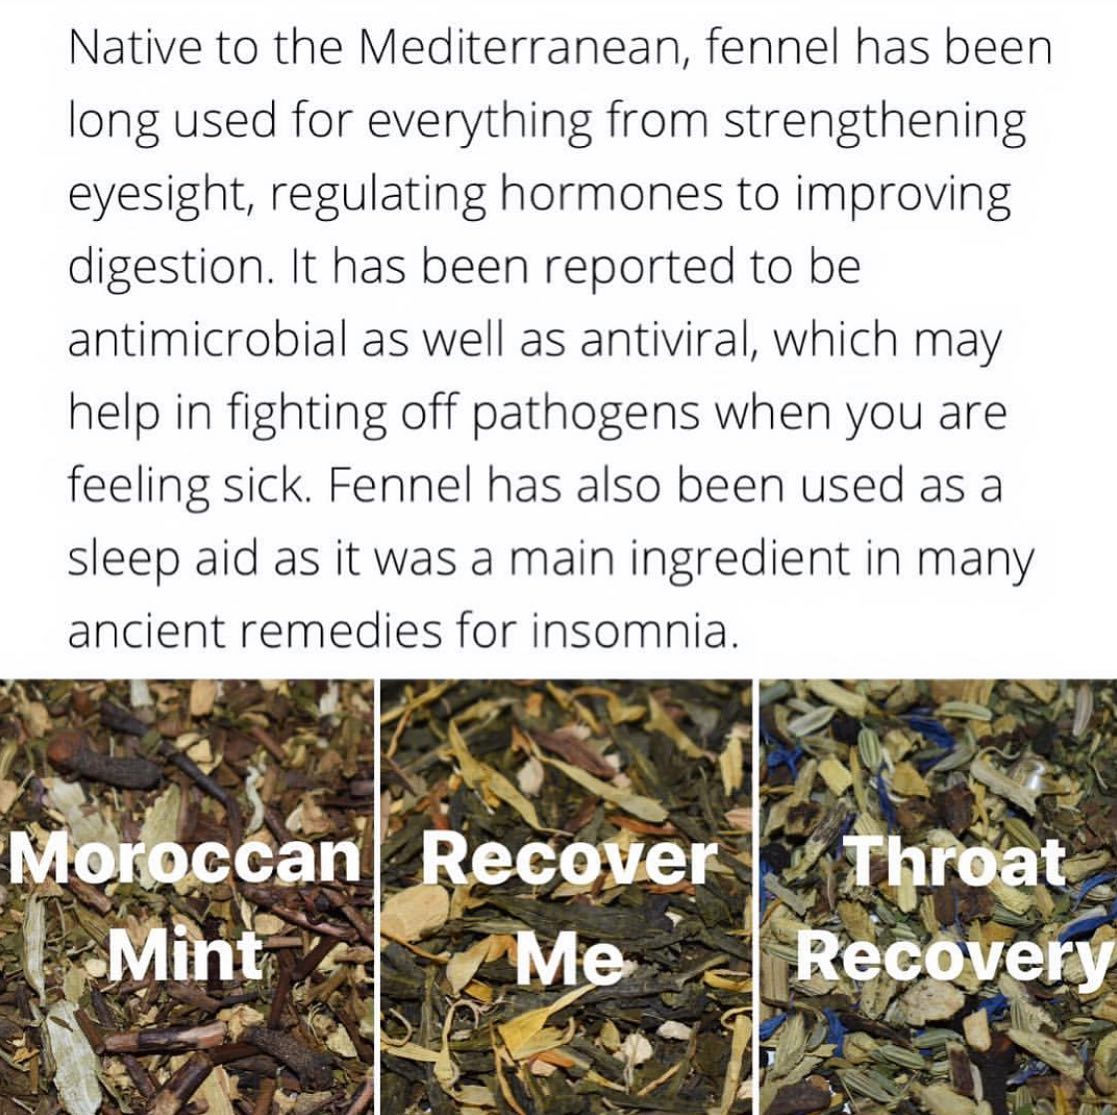 Native to the Mediterranean, fennel has been
long used for everything from strengthening
eyesight, regulating hormones to improving
digestion. It has been reported to be
antimicrobial as well as antiviral, which may
help in fighting off pathogens when you are
feeling sick. Fennel has also been used as a
sleep aid as it was a main ingredient in many
ancient remedies for insomnia.
Moroccan
Mint
Recover
Me
Throat
Recovery